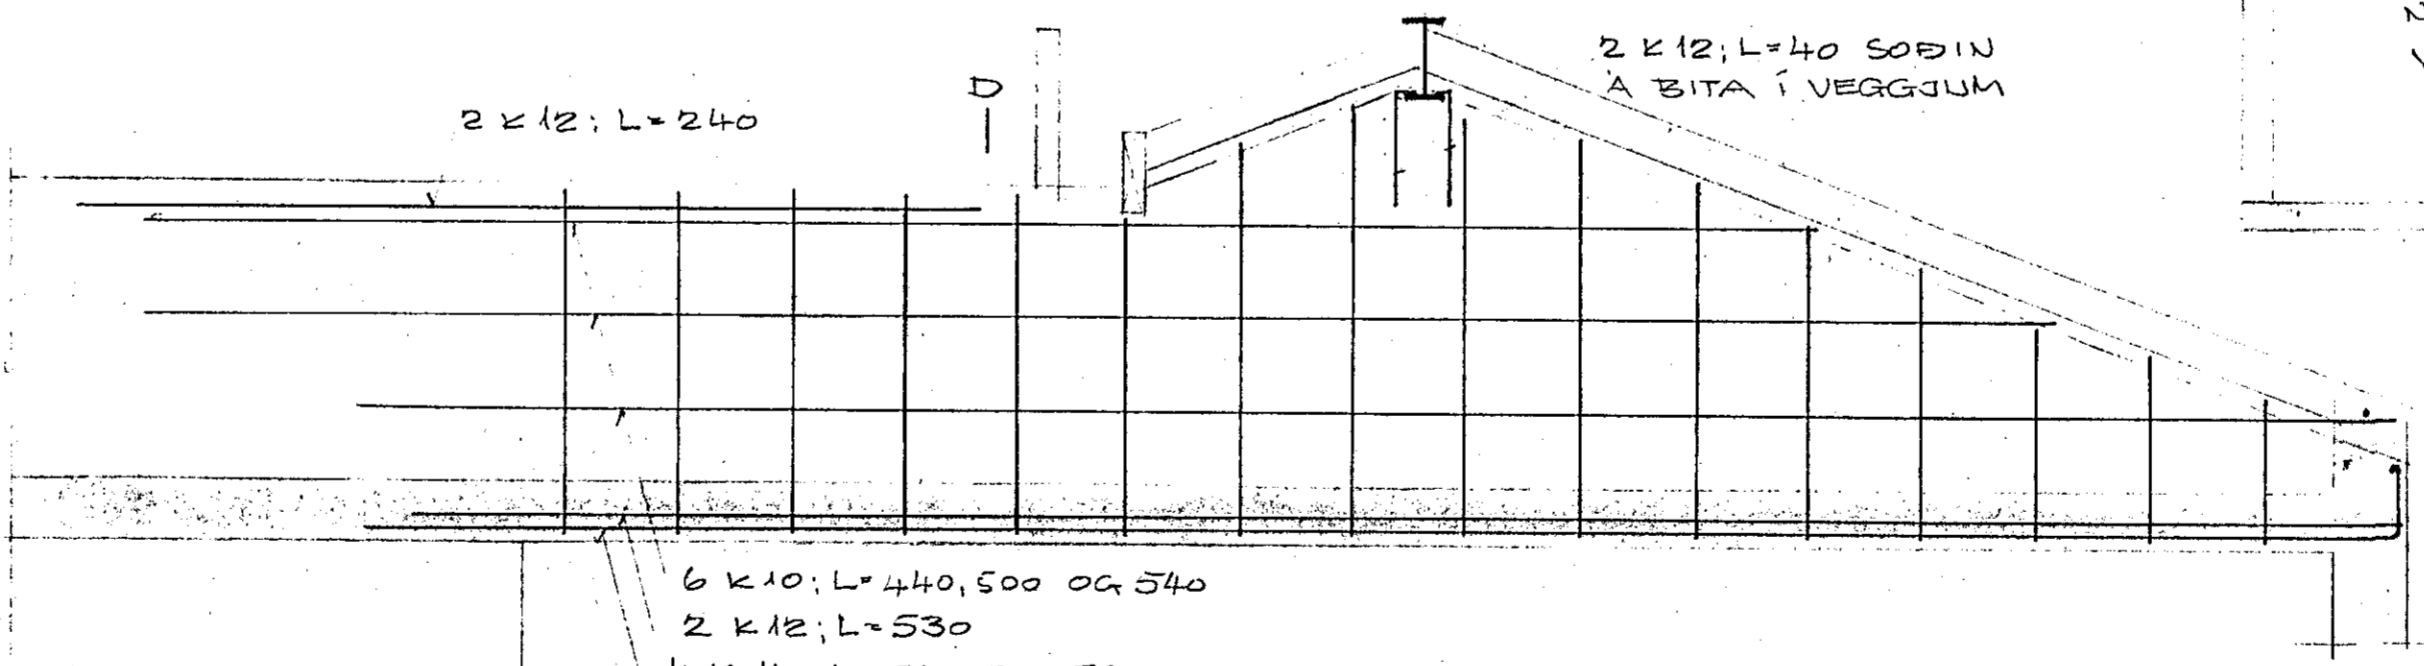 2 K 12; L=40 SOÐIN
Á BITA Í VEGGJUM
D
2 K 12; L=240
6 K 10; L=440, 500 OG 540
2 K 12; L=530